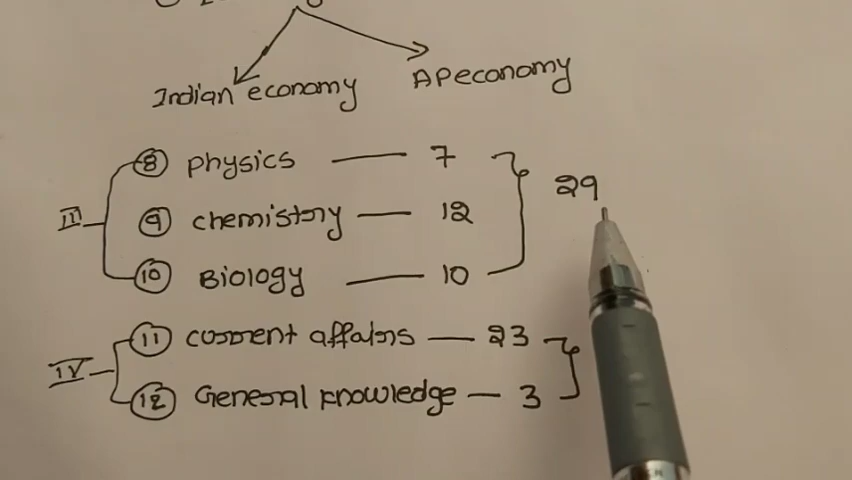 Indian economy AP economy
III
⑧ physics — 7
⑨ chemistry — 12
⑩ Biology — 10
29
IV
⑪ current affairs — 23
⑫ General knowledge — 3